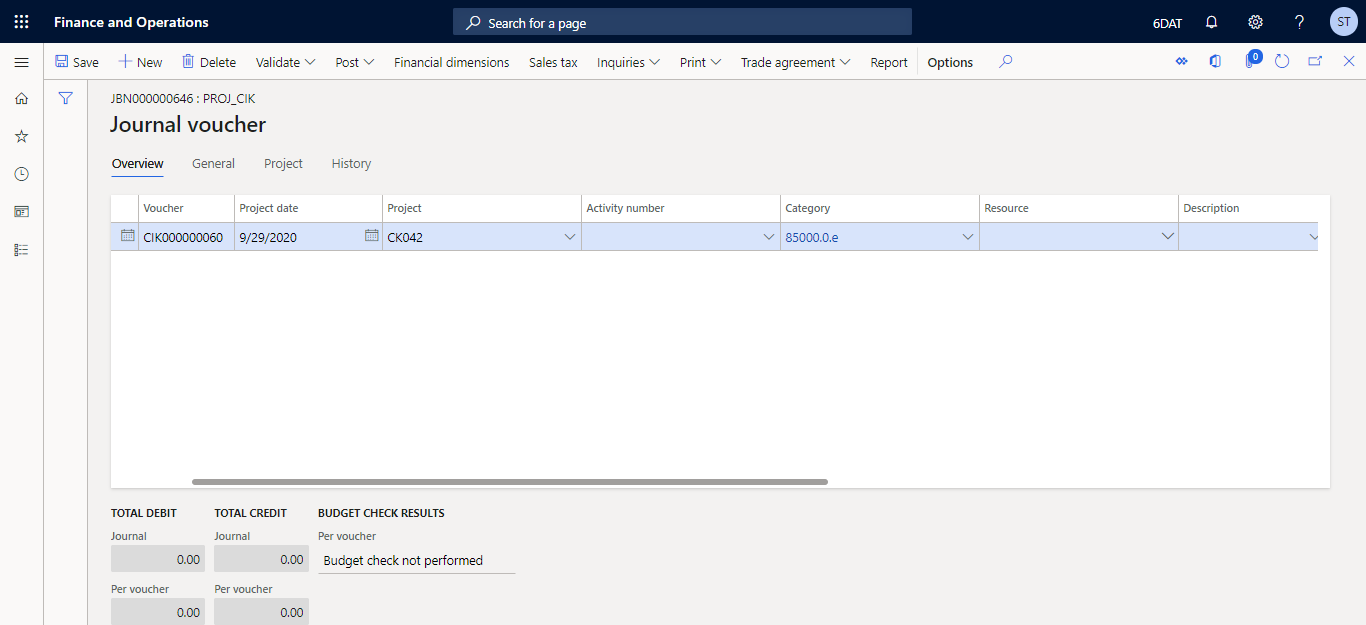 Finance and Operations
Search for a page
6DAT
?
ST
Save
New
Delete
Validate
Post
Financial dimensions
Sales tax
Inquiries
Print
Trade agreement
Report
Options
0
JBN000000646 : PROJ_CIK
Journal voucher
Overview
General
Project
History
Voucher
Project date
Project
Activity number
Category
Resource
Description
CIK000000060
9/29/2020
CK042
85000.0.e
TOTAL DEBIT
TOTAL CREDIT
BUDGET CHECK RESULTS
Journal
Journal
Per voucher
0.00
0.00
Budget check not performed
Per voucher
Per voucher
0.00
0.00